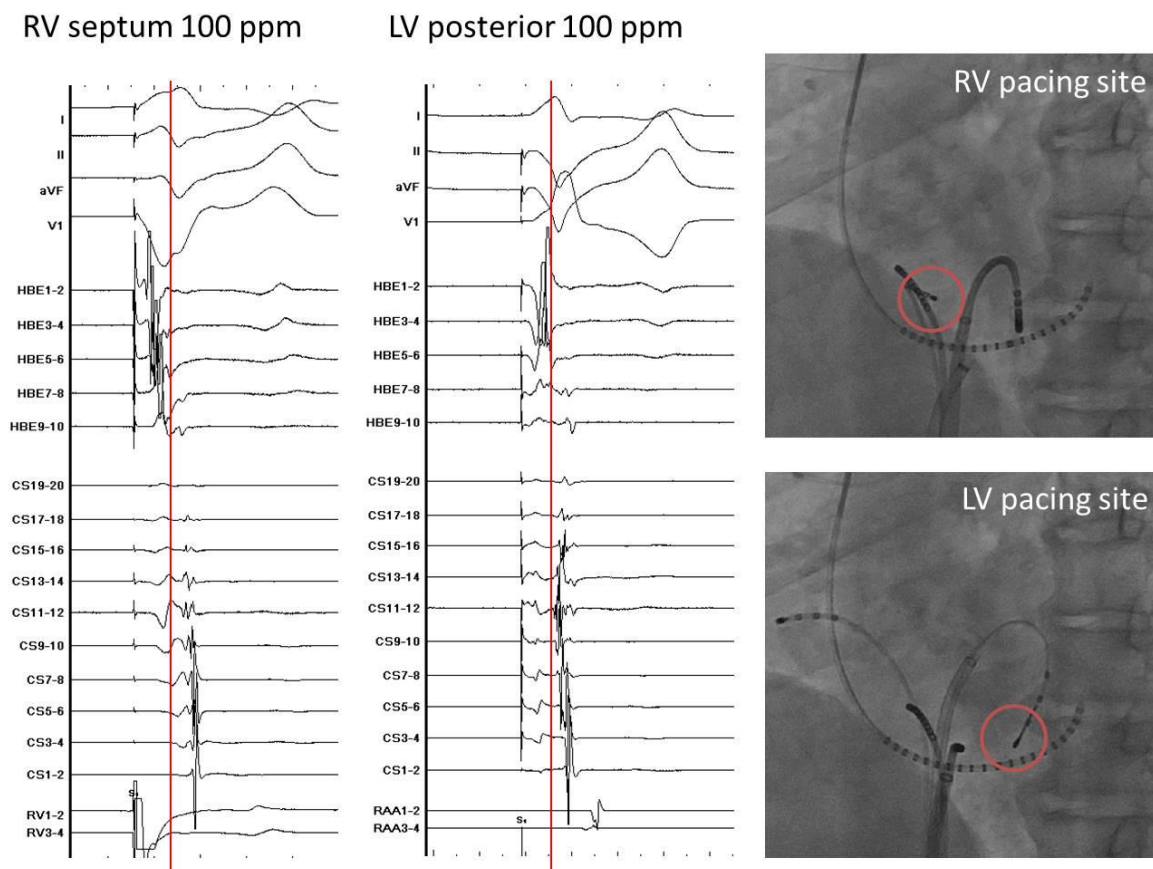 RV septum 100 ppm
I
II
aVF
V1
HBE1-2
HBE3-4
HBE5-6
HBE7-8
HBE9-10
CS19-20
CS17-18
CS15-16
CS13-14
CS11-12
CS9-10
CS7-8
CS5-6
CS3-4
CS1-2
S1
RV1-2
RV3-4
LV posterior 100 ppm
I
II
aVF
V1
HBE1-2
HBE3-4
HBE5-6
HBE7-8
HBE9-10
CS19-20
CS17-18
CS15-16
CS13-14
CS11-12
CS9-10
CS7-8
CS5-6
CS3-4
CS1-2
RAA1-2
S1
RAA3-4
RV pacing site
LV pacing site